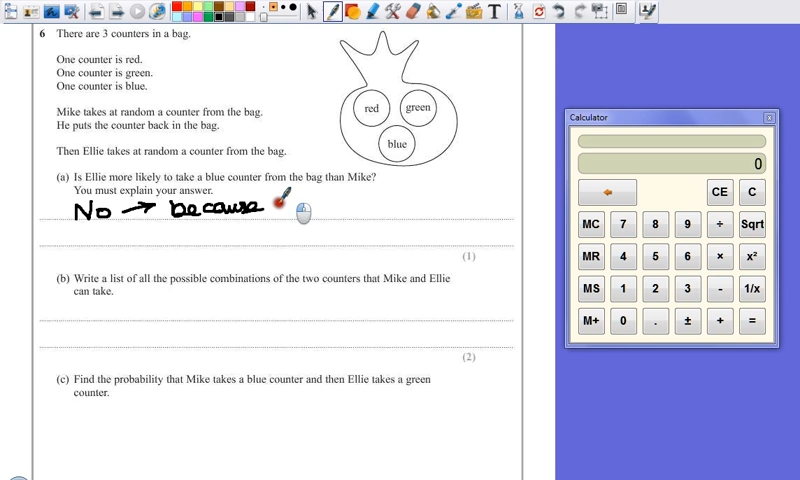 6 There are 3 counters in a bag.
One counter is red.
One counter is green.
One counter is blue.
Mike takes at random a counter from the bag.
He puts the counter back in the bag.
Then Ellie takes at random a counter from the bag.
red green
blue
(a) Is Ellie more likely to take a blue counter from the bag than Mike?
You must explain your answer.
No → because
(1)
(b) Write a list of all the possible combinations of the two counters that Mike and Ellie
can take.
(2)
(c) Find the probability that Mike takes a blue counter and then Ellie takes a green
counter.
Calculator x
0
← CE C
MC 7 8 9 ÷ Sqrt
MR 4 5 6 × x²
MS 1 2 3 - 1/x
M+ 0 . ± + =